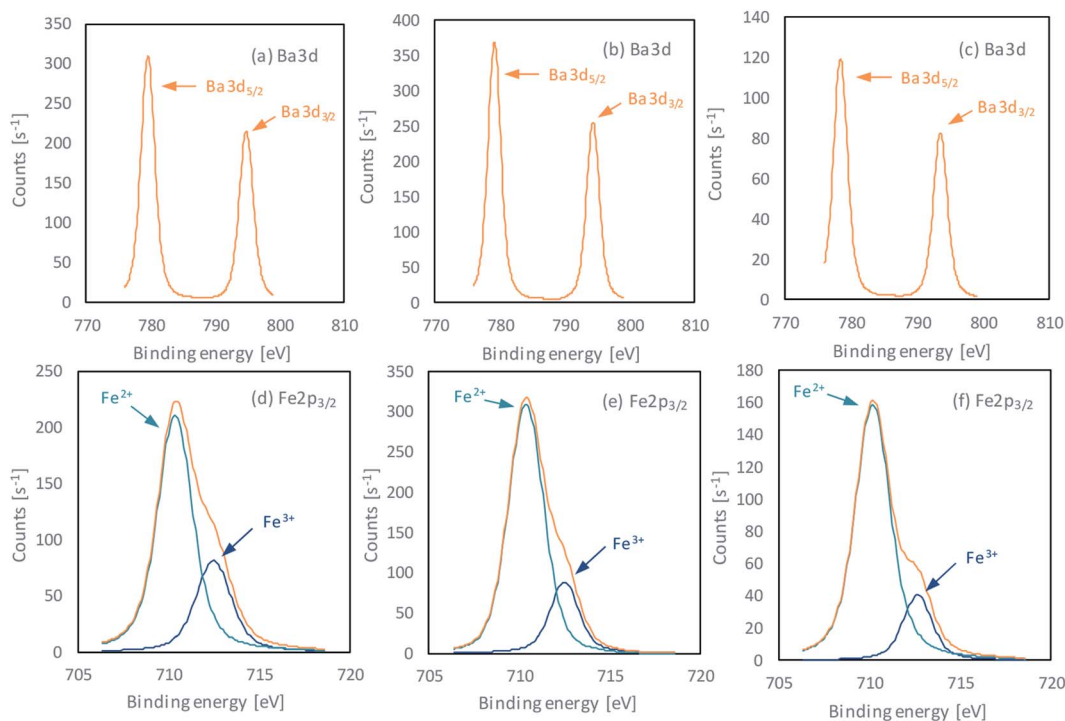 (a) Ba3d
Counts [s⁻¹]
350
300
250
200
150
100
50
0
Ba3d₅/₂
Ba3d₃/₂
770 780 790 800 810
Binding energy [eV]
(b) Ba3d
Counts [s⁻¹]
400
350
300
250
200
150
100
50
0
Ba3d₅/₂
Ba3d₃/₂
770 780 790 800 810
Binding energy [eV]
(c) Ba3d
Counts [s⁻¹]
140
120
100
80
60
40
20
0
Ba3d₅/₂
Ba3d₃/₂
770 780 790 800 810
Binding energy [eV]
(d) Fe2p₃/₂
Counts [s⁻¹]
250
200
150
100
50
0
Fe²⁺
Fe³⁺
705 710 715 720
Binding energy [eV]
(e) Fe2p₃/₂
Counts [s⁻¹]
350
300
250
200
150
100
50
0
Fe²⁺
Fe³⁺
705 710 715 720
Binding energy [eV]
(f) Fe2p₃/₂
Counts [s⁻¹]
180
160
140
120
100
80
60
40
20
0
Fe²⁺
Fe³⁺
705 710 715 720
Binding energy [eV]